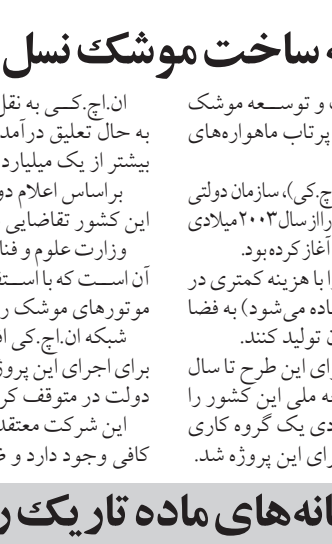 ساخت موشک نسل
و توسعه موشک
پرتاب ماهواره‌های
چ.کی)، سازمان دولتی
را از سال ۲۰۰۳ میلادی
آغاز کرده بود.
را با هزینه کمتری در
اده می‌شود) به فضا
تولید کنند.
رای این طرح تا سال
ملی این کشور را
دی یک گروه کاری
رای این پروژه شد.
ان.اچ.کی به نقل
به حال تعلیق درآمد
بیشتر از یک میلیارد
براساس اعلام دو
این کشور تقاضایی
وزارت علوم و فنا
آن است که با استف
موتورهای موشک ر
شبکه ان.اچ.کی اف
برای اجرای این پروژ
دولت در متوقف کر
این شرکت معتقد
کافی وجود دارد و ض
انه‌های ماده تاریک ر